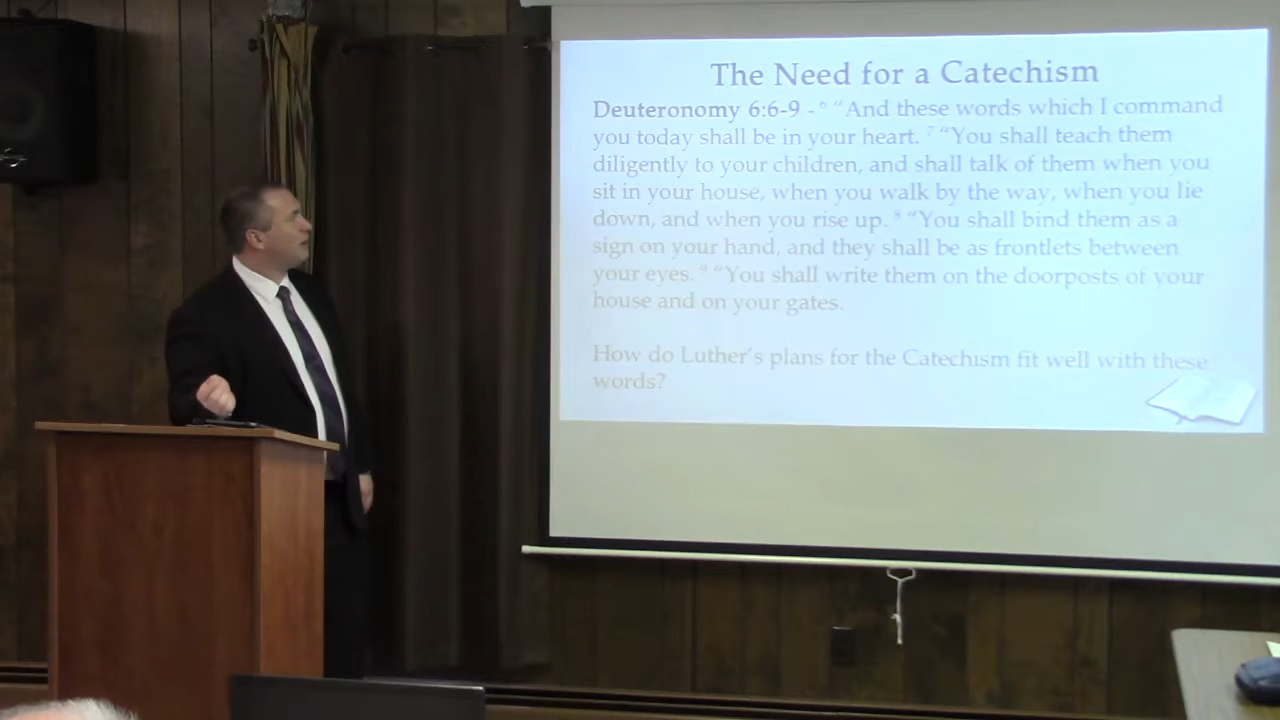 The Need for a Catechism
Deuteronomy 6:6-9 - ⁶ “And these words which I command
you today shall be in your heart. ⁷ “You shall teach them
diligently to your children, and shall talk of them when you
sit in your house, when you walk by the way, when you lie
down, and when you rise up. ⁸ “You shall bind them as a
sign on your hand, and they shall be as frontlets between
your eyes. ⁹ “You shall write them on the doorposts of your
house and on your gates.
How do Luther’s plans for the Catechism fit well with these
words?